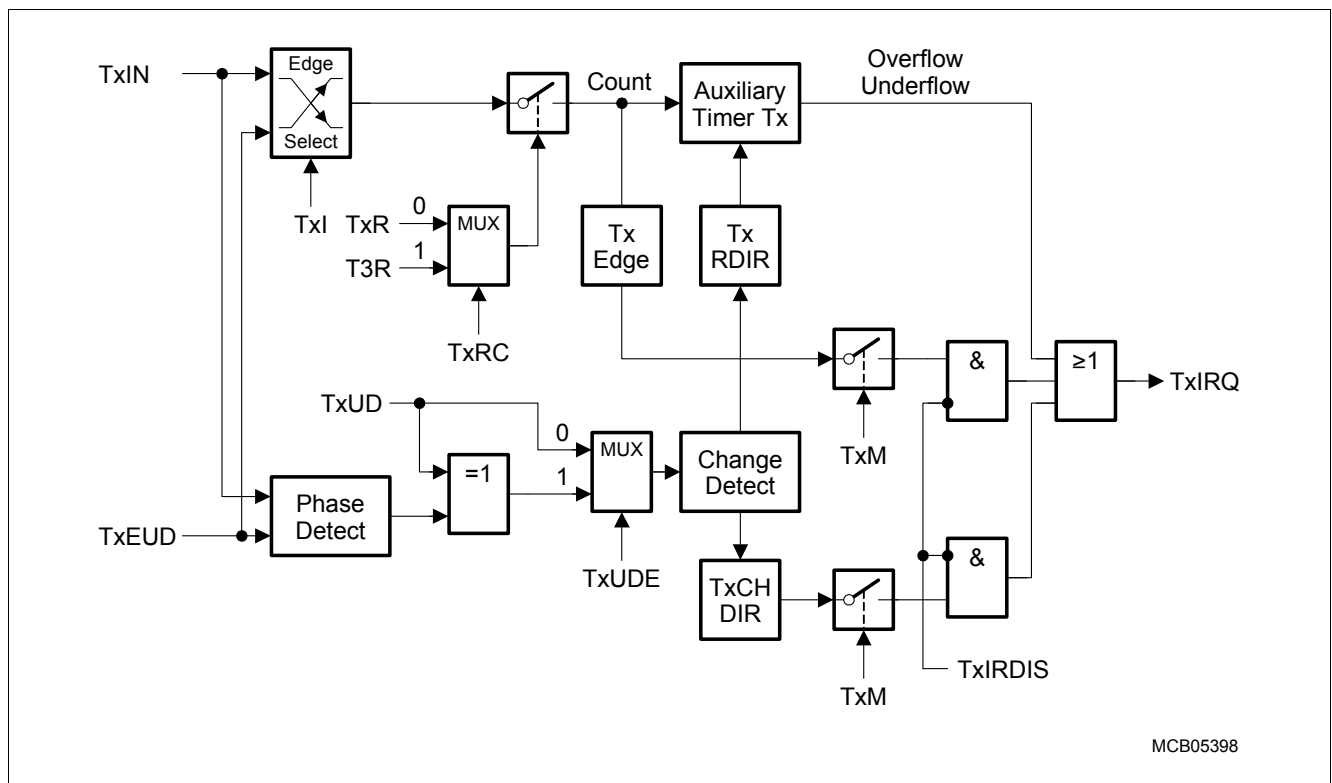 TxIN
Edge
Select
TxI
Count
Auxiliary
Timer Tx
Overflow
Underflow
TxR
0
T3R
1
MUX
TxRC
Tx
Edge
Tx
RDIR
TxM
&
≥1
TxIRQ
TxUD
0
1
MUX
=1
Change
Detect
Phase
Detect
TxEUD
TxUDE
TxCH
DIR
&
TxM
TxIRDIS
MCB05398